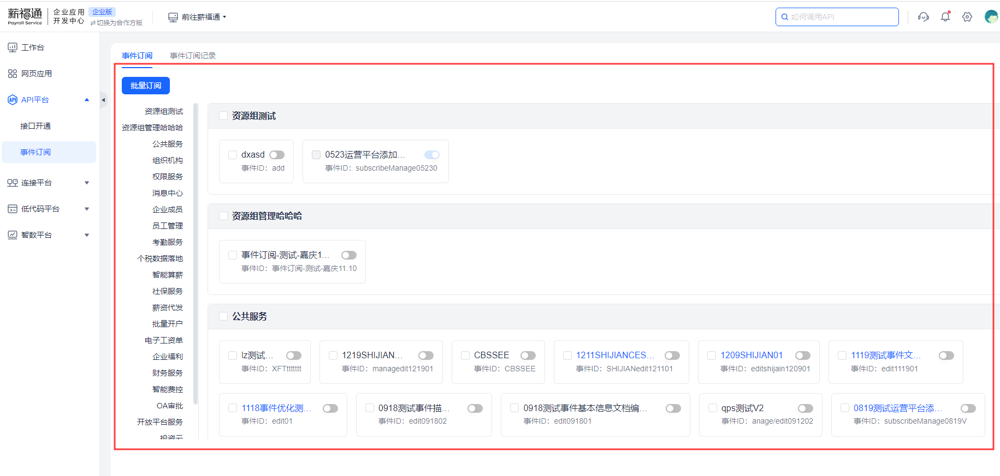 薪福通
Payroll Service
企业应用
开发中心
企业版
切换为合作方版
前往薪福通
如何调用API
工作台
网页应用
API平台
接口开通
事件订阅
连接平台
低代码平台
智数平台
事件订阅
事件订阅记录
批量订阅
资源组测试
资源组管理哈哈哈
公共服务
组织机构
权限服务
消息中心
企业成员
员工管理
考勤服务
个税数据落地
智能算薪
社保服务
薪资代发
批量开户
电子工资单
企业福利
财务服务
智能费控
OA审批
开放平台服务
投资云
资源组测试
dxasd
事件ID：add
0523运营平台添加...
事件ID：subscribeManage05230
资源组管理哈哈哈
事件订阅-测试-嘉庆1...
事件ID：事件订阅-测试-嘉庆11.10
公共服务
lz测试...
事件ID：XFTttttttt
1219SHIJIAN...
事件ID：managedit121901
CBSSEE
事件ID：CBSSEE
1211SHIJIANCES...
事件ID：SHIJIANedit121101
1209SHIJIAN01
事件ID：editshijain120901
1119测试事件文...
事件ID：edit111901
1118事件优化测...
事件ID：edit01
0918测试事件描...
事件ID：edit091802
0918测试事件基本信息文档编...
事件ID：edit091801
qps测试V2
事件ID：anage/edit091202
0819测试运营平台添...
事件ID：subscribeManage0819V